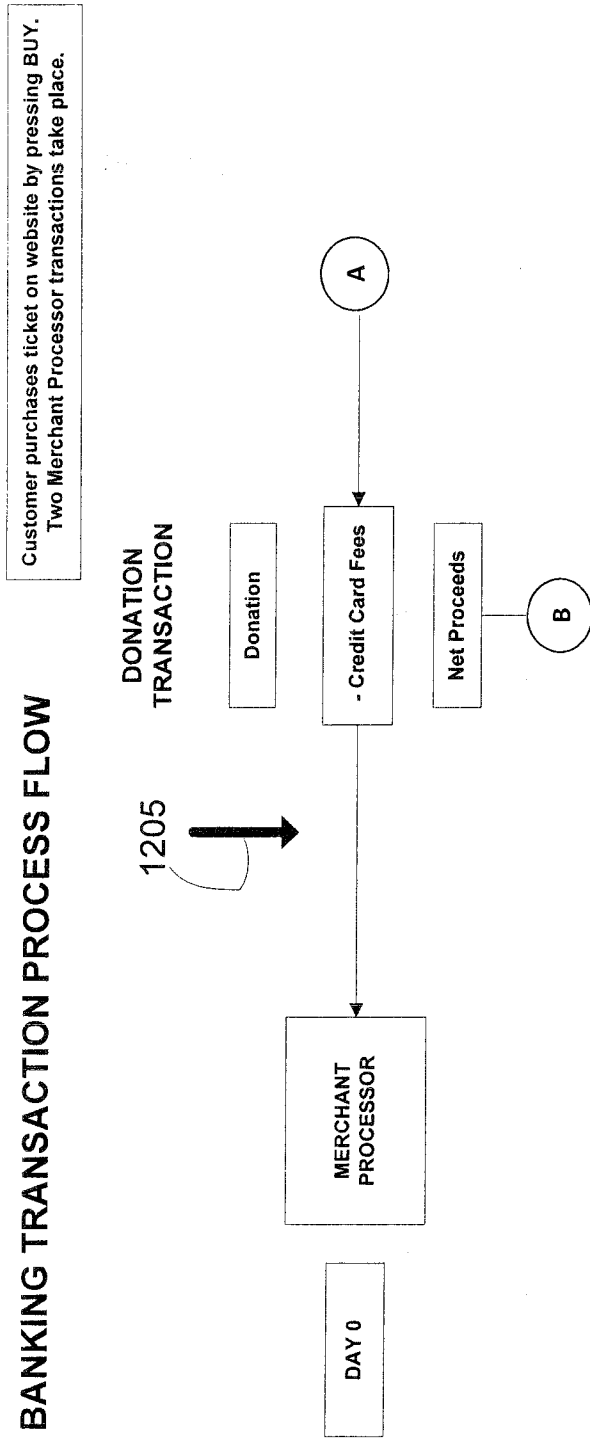 BANKING TRANSACTION PROCESS FLOW
Customer purchases ticket on website by pressing BUY.
Two Merchant Processor transactions take place.
1205
DONATION
TRANSACTION
Donation
DAY 0
MERCHANT
PROCESSOR
- Credit Card Fees
A
Net Proceeds
B